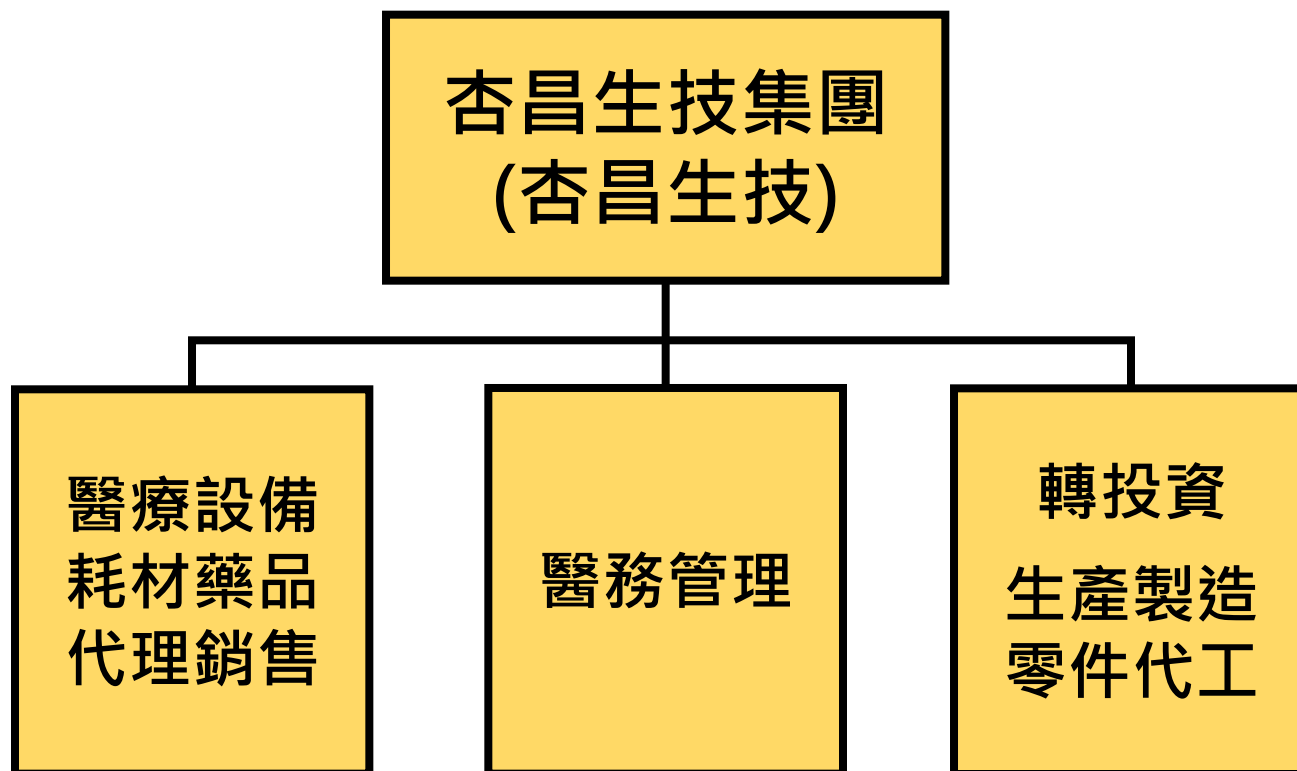 杏昌生技集團
(杏昌生技)
醫療設備
耗材藥品
代理銷售
醫務管理
轉投資
生產製造
零件代工